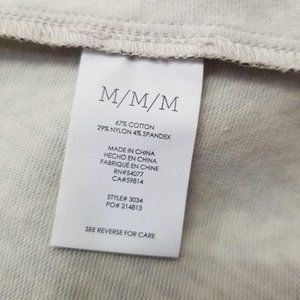 M/M/M
67% COTTON
29% NYLON 4% SPANDEX
MADE IN CHINA
HECHO EN CHINA
FABRIQUÉ EN CHINE
RN#54077
CA#59814
STYLE# 3034
PO# 214813
SEE REVERSE FOR CARE